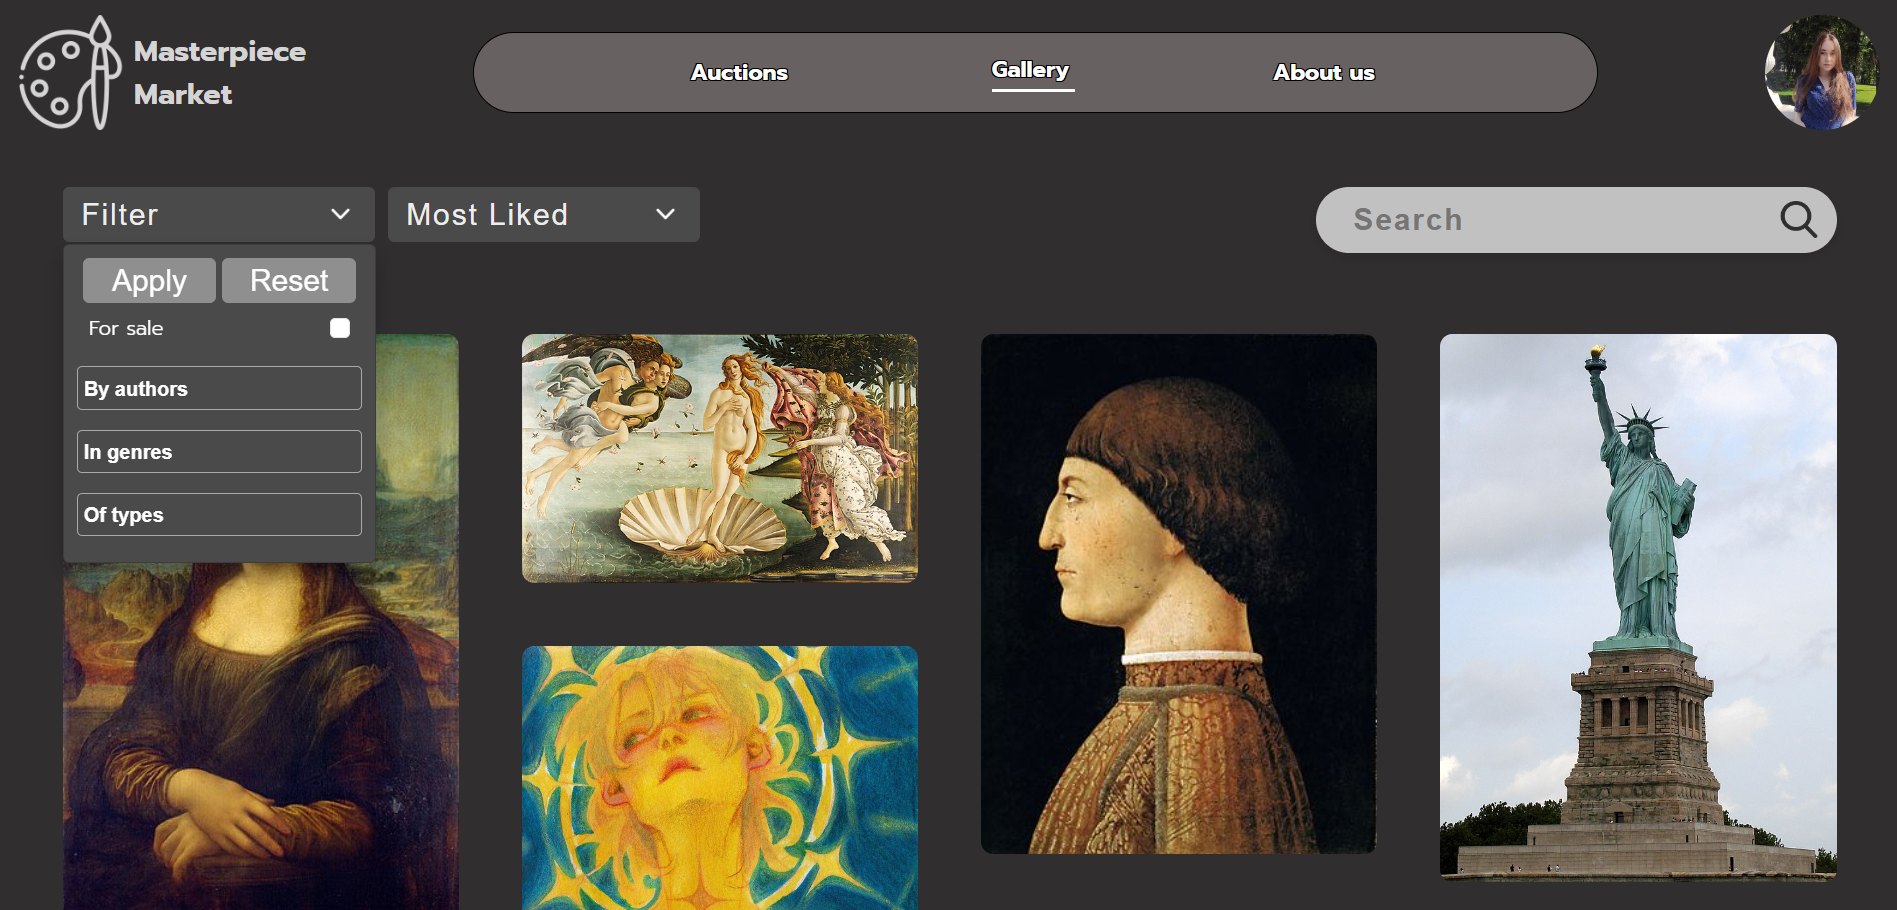 Masterpiece
Market
Auctions
Gallery
About us
Filter
Most Liked
Search
Apply
Reset
For sale
By authors
In genres
Of types